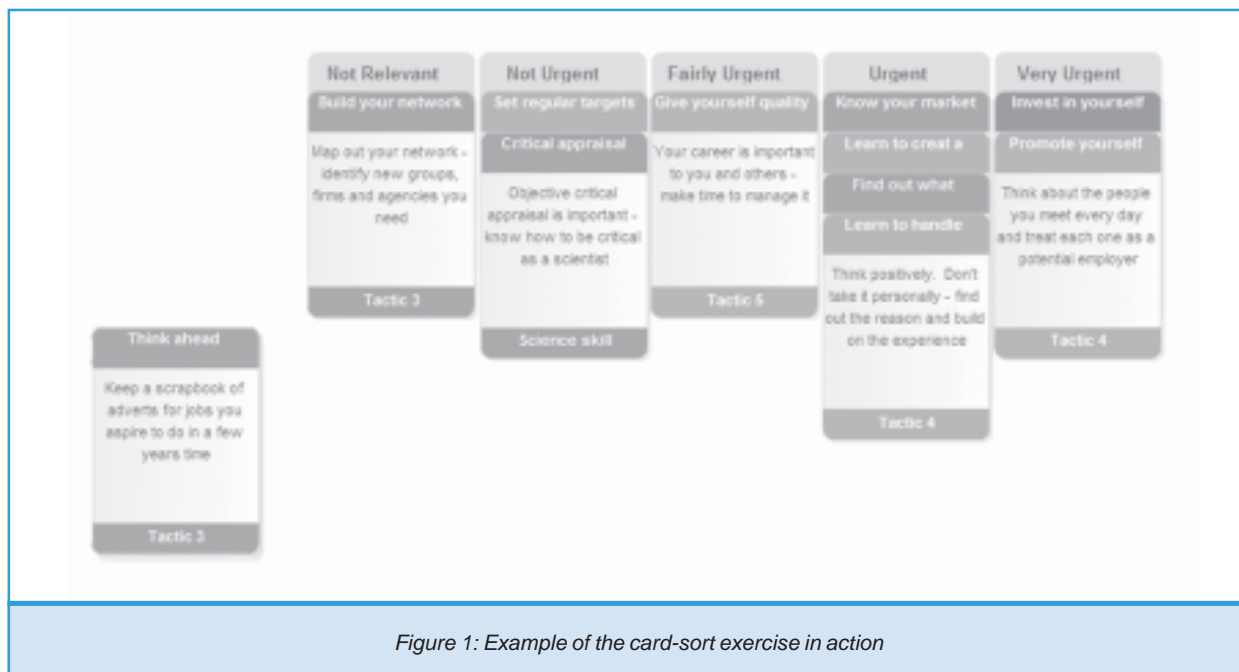 Not Relevant
Build your network
Map out your network -
identify new groups,
firms and agencies you
need
Tactic 3
Not Urgent
Set regular targets
Critical appraisal
Objective critical
appraisal is important -
know how to be critical
as a scientist
Science skill
Fairly Urgent
Give yourself quality
Your career is important
to you and others -
make time to manage it
Tactic 5
Urgent
Know your market
Learn to creat a
Find out what
Learn to handle
Think positively. Don't
take it personally - find
out the reason and build
on the experience
Tactic 4
Very Urgent
Invest in yourself
Promote yourself
Think about the people
you meet every day
and treat each one as a
potential employer
Tactic 4
Think ahead
Keep a scrapbook of
adverts for jobs you
aspire to do in a few
years time
Tactic 3
Figure 1: Example of the card-sort exercise in action